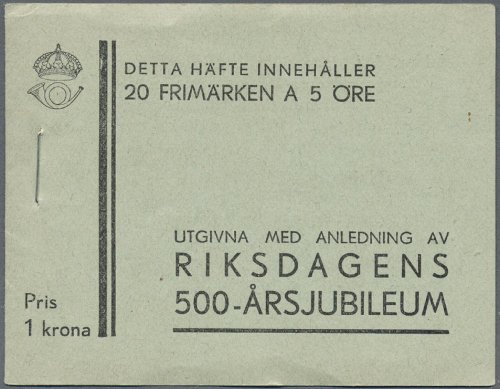 DETTA HÄFTE INNEHÅLLER
20 FRIMÄRKEN A 5 ÖRE
UTGIVNA MED ANLEDNING AV
RIKSDAGENS
500-ÅRSJUBILEUM
Pris
1 krona